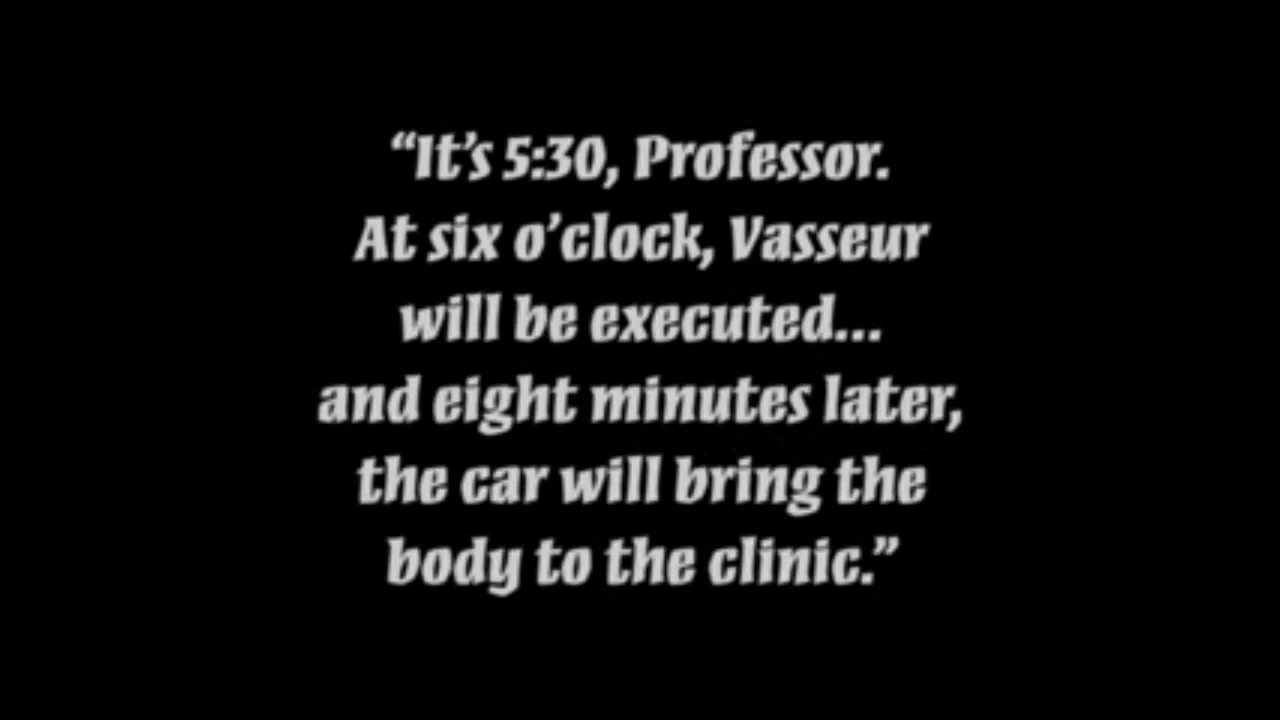 “It’s 5:30, Professor.
At six o’clock, Vasseur
will be executed...
and eight minutes later,
the car will bring the
body to the clinic.”